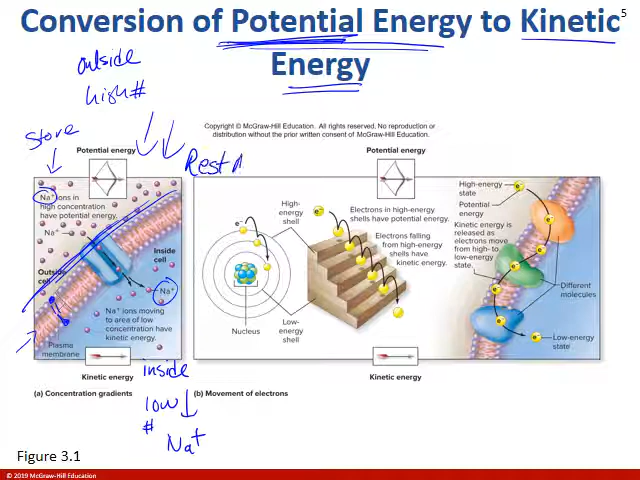 Conversion of Potential Energy to Kinetic
Energy
5
outside
high #
Store
Rest
Copyright © McGraw-Hill Education. All rights reserved. No reproduction or
distribution without the prior written consent of McGraw-Hill Education.
Potential energy
Na+ ions in
high concentration
have potential energy.
Na+
Inside
cell
Outside
cell
Na+
Na+ ions moving
to area of low
concentration have
kinetic energy.
Plasma
membrane
Kinetic energy
(a) Concentration gradients
Potential energy
High-
energy
shell
e-
Nucleus
Low-
energy
shell
e-
Electrons in high-energy
shells have potential energy.
Electrons falling
from high-energy
shells have
kinetic energy.
High-energy
state
Potential
energy
Kinetic energy is
released as
electrons move
from high- to
low-energy
state.
e-
e-
e-
e-
Different
molecules
Low-energy
state
Kinetic energy
(b) Movement of electrons
inside
low
#
Na+
Figure 3.1
© 2019 McGraw-Hill Education